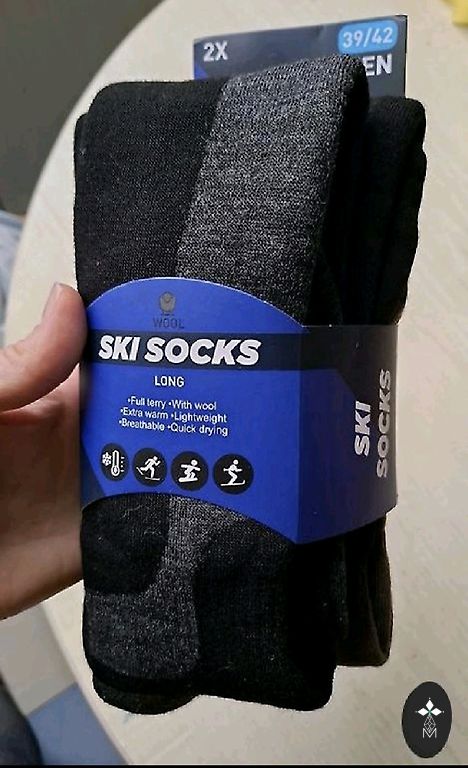 2X
39/42
EN
WOOL
SKI SOCKS
LONG
•Full terry •With wool
•Extra warm •Lightweight
•Breathable •Quick drying
SKI
SOCKS
M